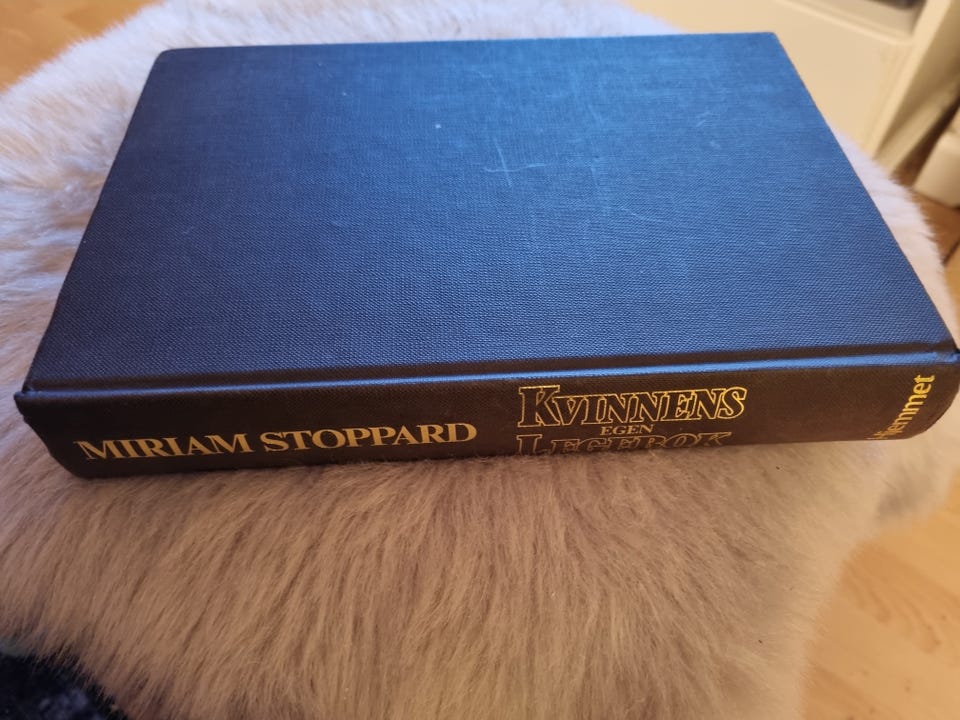 MIRIAM STOPPARD
KVINNENS
EGEN
LEGEBOK
Hjemmet